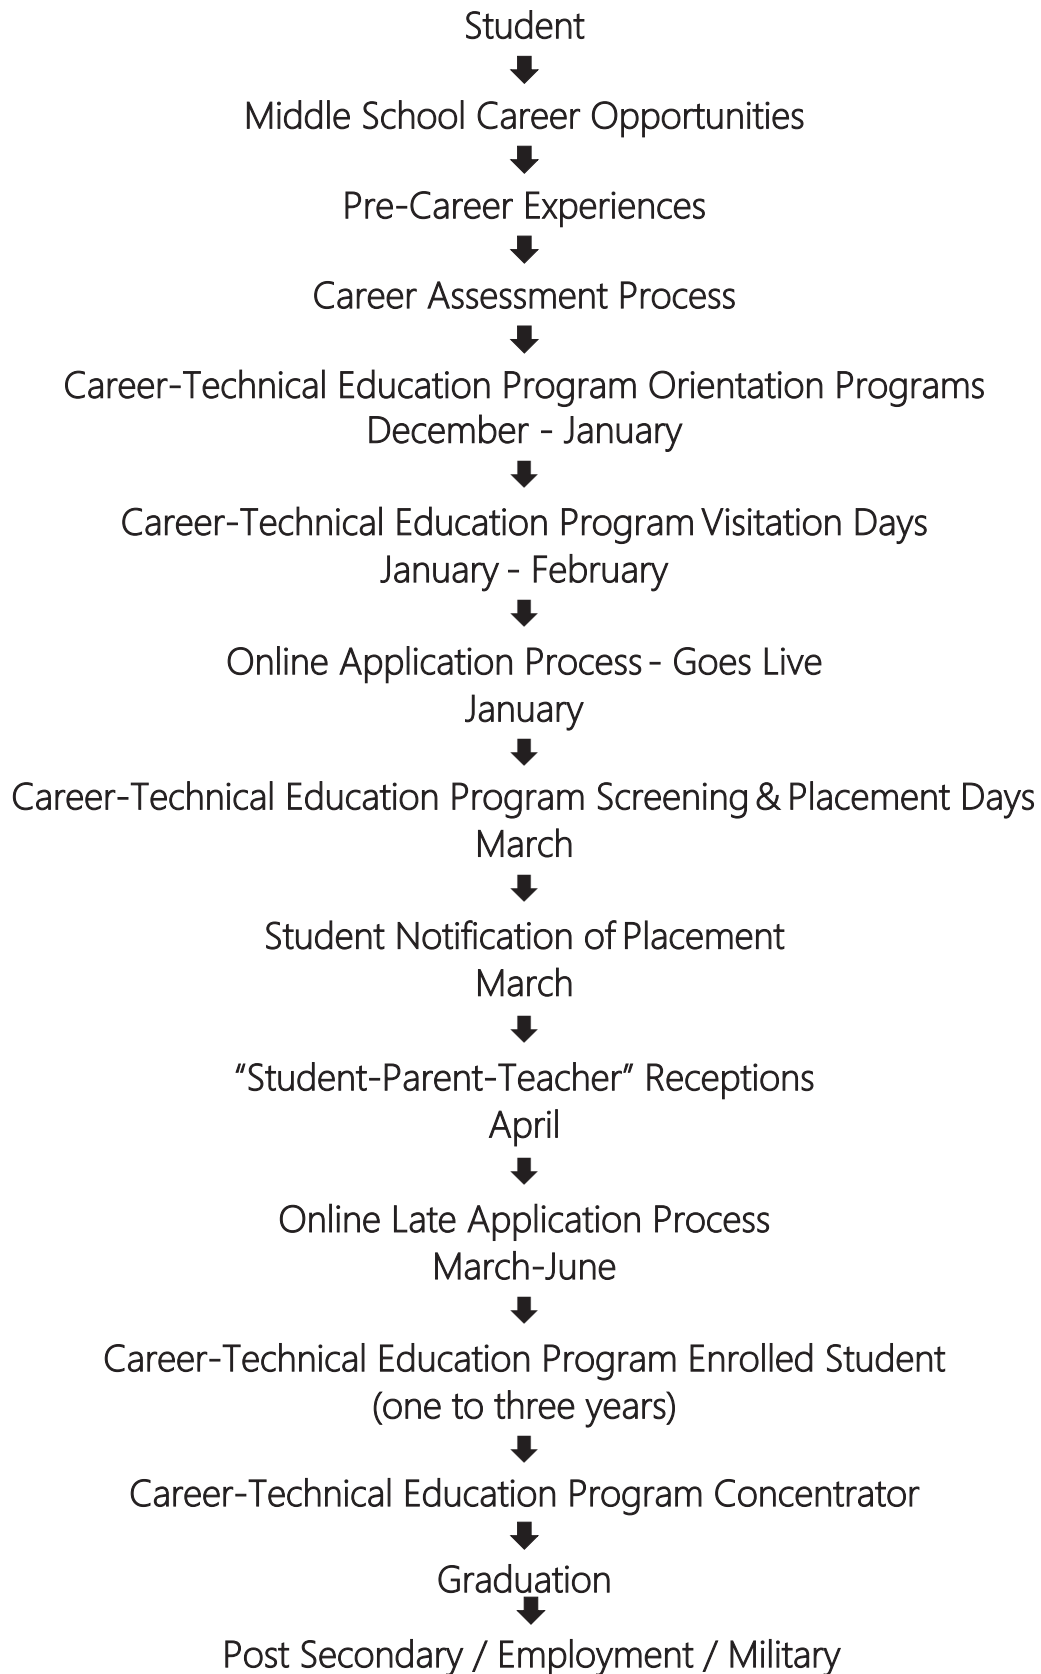 Student
Middle School Career Opportunities
Pre-Career Experiences
Career Assessment Process
Career-Technical Education Program Orientation Programs
December - January
Career-Technical Education Program Visitation Days
January - February
Online Application Process - Goes Live
January
Career-Technical Education Program Screening & Placement Days
March
Student Notification of Placement
March
"Student-Parent-Teacher" Receptions
April
Online Late Application Process
March-June
Career-Technical Education Program Enrolled Student
(one to three years)
Career-Technical Education Program Concentrator
Graduation
Post Secondary / Employment / Military